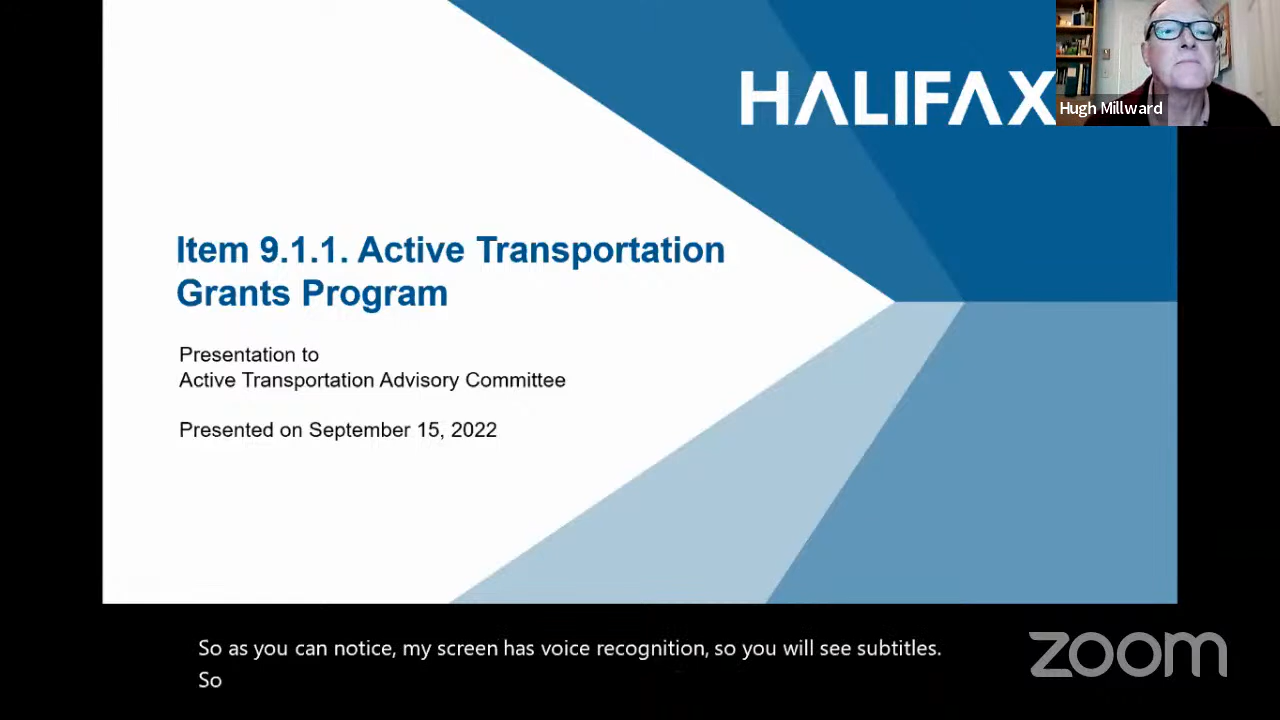 HALIFAX
Hugh Millward
Item 9.1.1. Active Transportation
Grants Program
Presentation to
Active Transportation Advisory Committee
Presented on September 15, 2022
So as you can notice, my screen has voice recognition, so you will see subtitles.
So
zoom